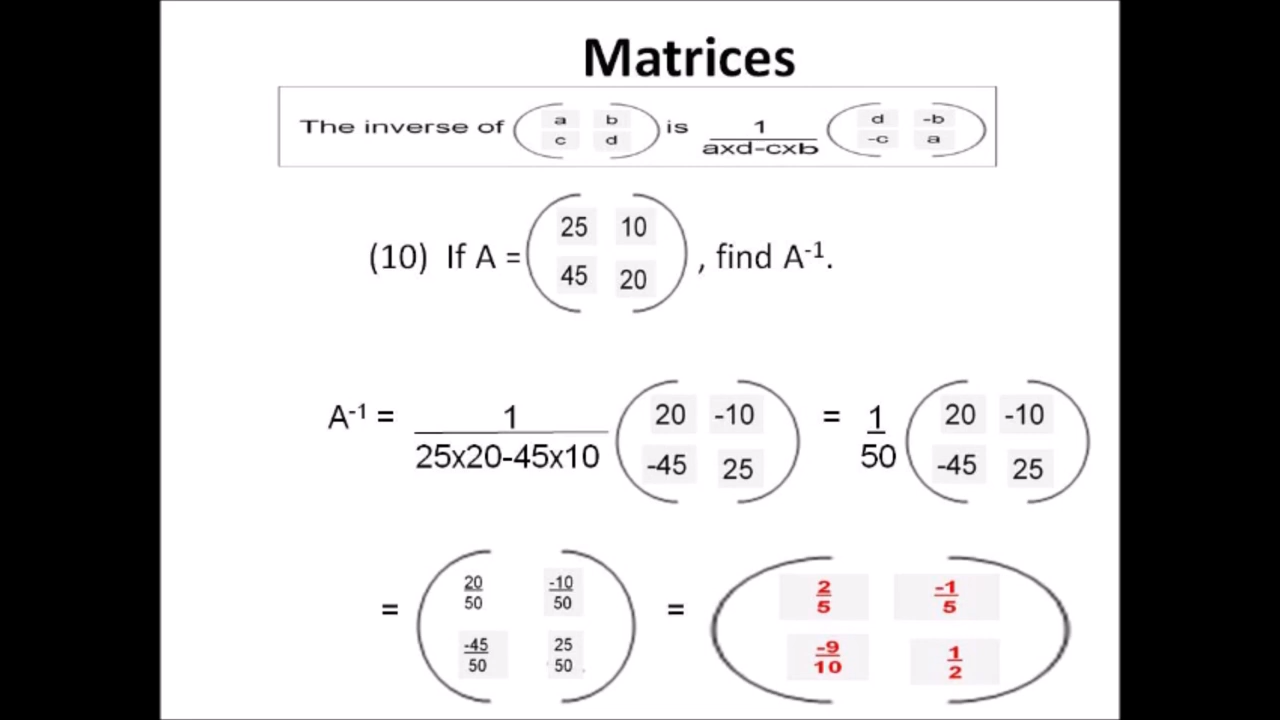 Matrices
The inverse of ( a b ) is 1 ( d -b )
( c d ) axd-cxb ( -c a )
(10) If A = ( 25 10 ) , find A⁻¹.
( 45 20 )
A⁻¹ = 1 ( 20 -10 ) = 1 ( 20 -10 )
25x20-45x10 ( -45 25 ) 50 ( -45 25 )
= ( 20/50 -10/50 ) = ( 2/5 -1/5 )
( -45/50 25/50 ) ( -9/10 1/2 )